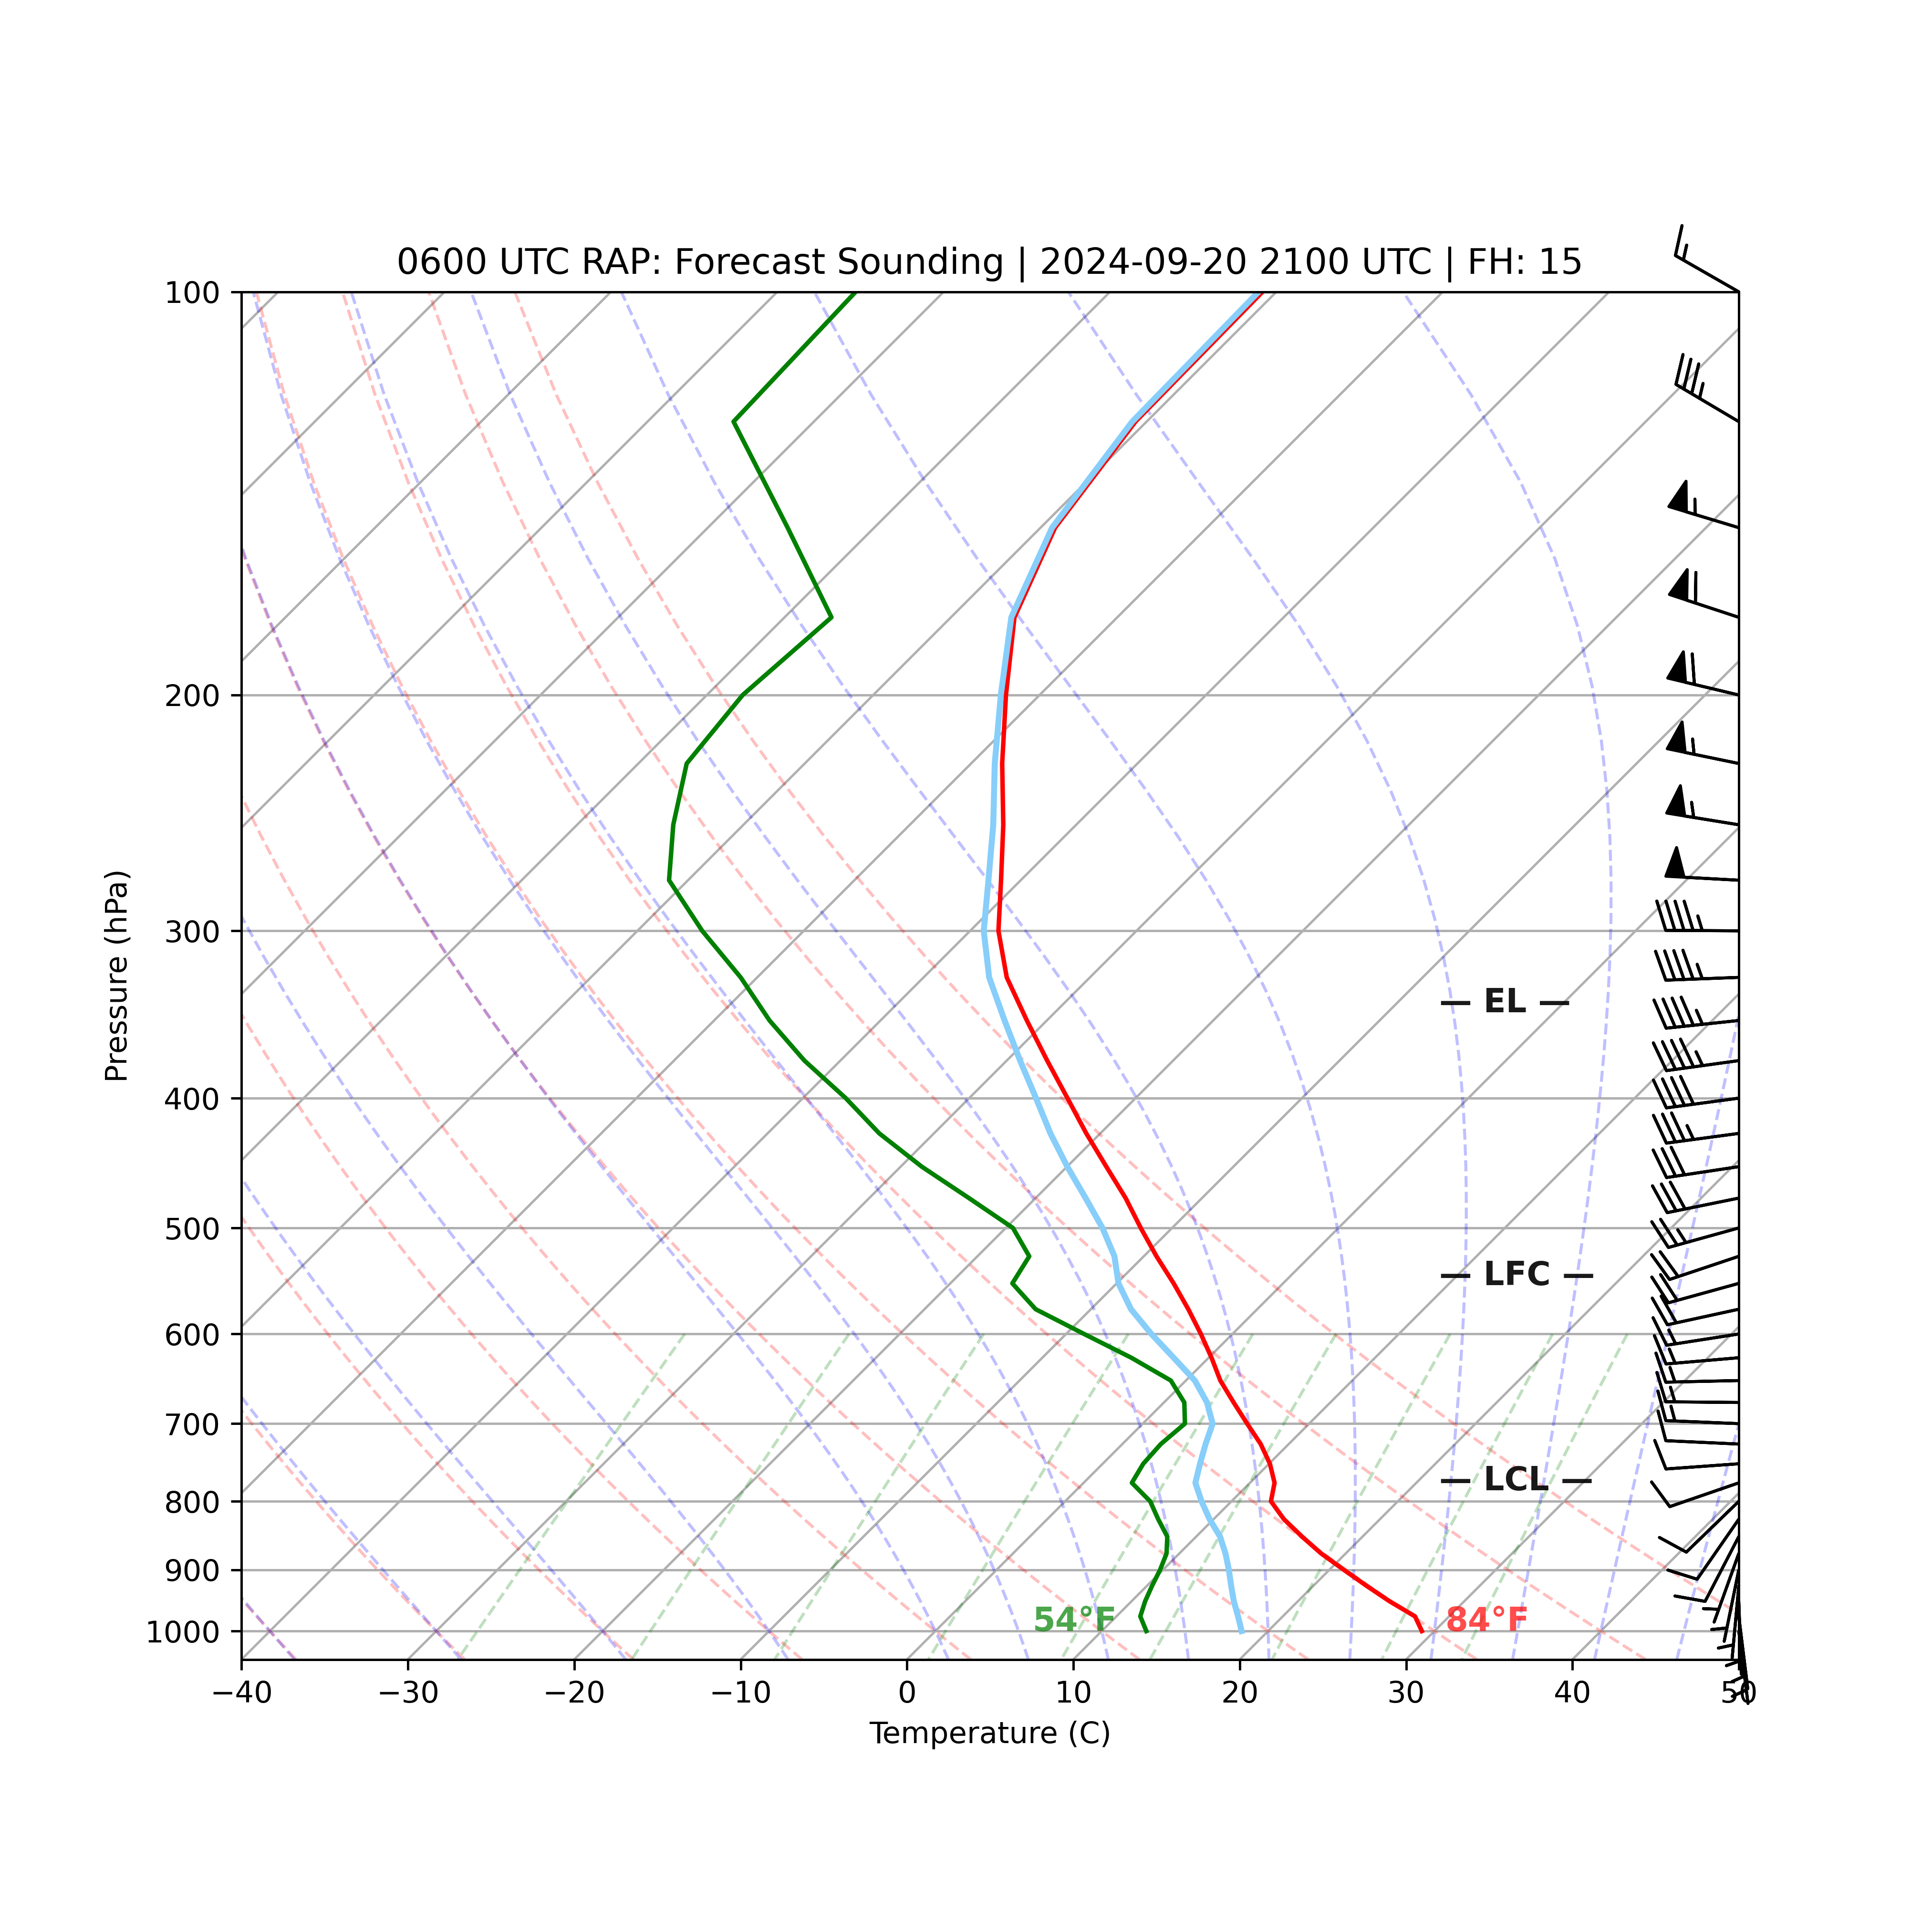 0600 UTC RAP: Forecast Sounding | 2024-09-20 2100 UTC | FH: 15
100
200
300
— EL —
Pressure (hPa)
400
500
— LFC —
600
700
— LCL —
800
900
54°F
84°F
1000
−40 −30 −20 −10 0 10 20 30 40 50
Temperature (C)